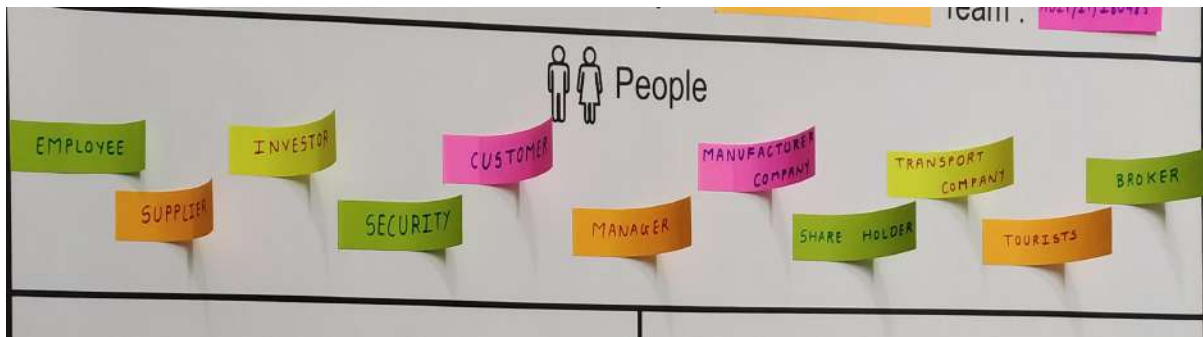 Team :
People
EMPLOYEE
SUPPLIER
INVESTOR
SECURITY
CUSTOMER
MANAGER
MANUFACTURER
COMPANY
SHARE HOLDER
TRANSPORT
COMPANY
TOURISTS
BROKER